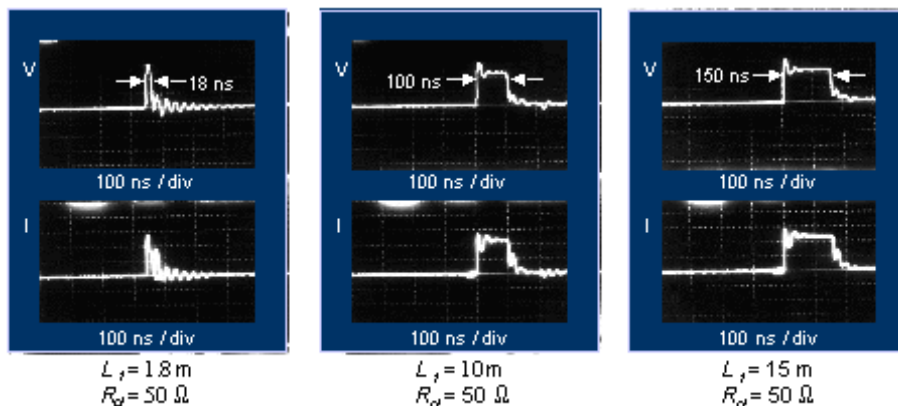 V
18 ns
100 ns / div
I
100 ns / div
L₁ = 1.8 m
Rd = 50 Ω
V
100 ns
100 ns / div
I
100 ns / div
L₁ = 10 m
Rd = 50 Ω
V
150 ns
100 ns / div
I
100 ns / div
L₁ = 15 m
Rd = 50 Ω